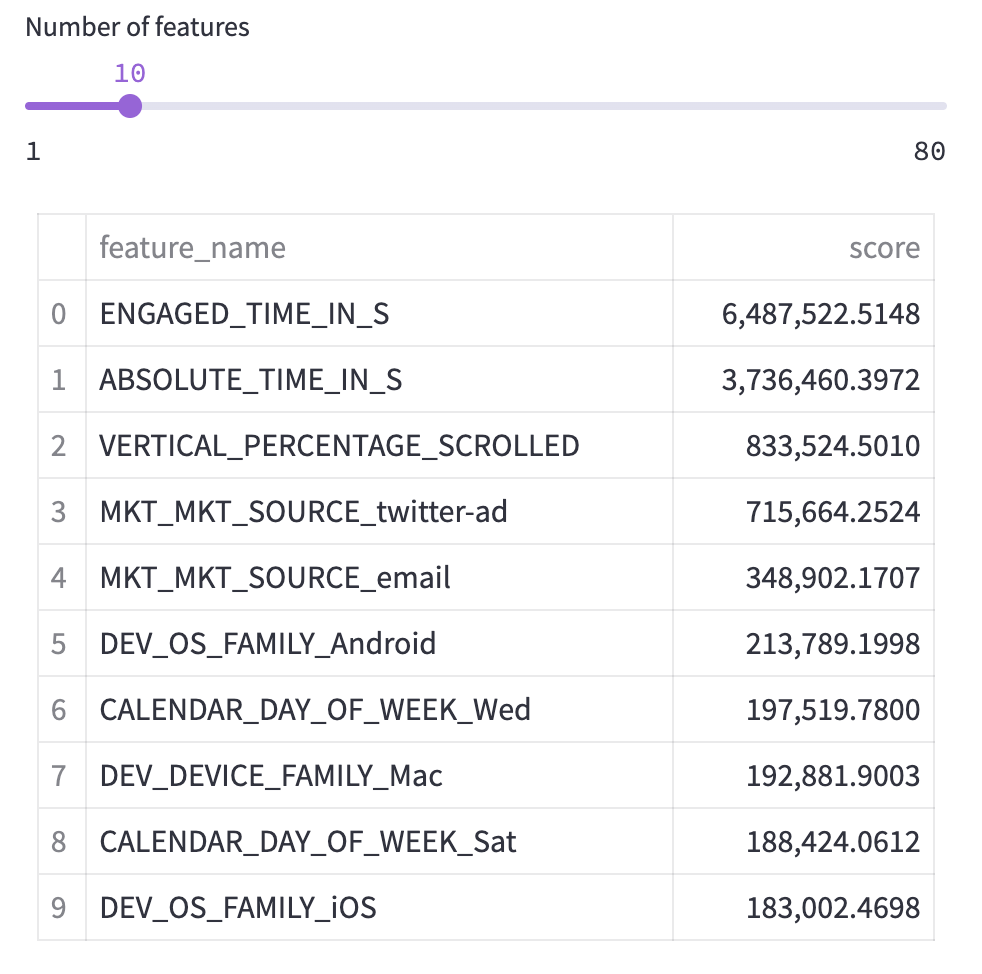 Number of features
10
1 80
feature_name score
0 ENGAGED_TIME_IN_S 6,487,522.5148
1 ABSOLUTE_TIME_IN_S 3,736,460.3972
2 VERTICAL_PERCENTAGE_SCROLLED 833,524.5010
3 MKT_MKT_SOURCE_twitter-ad 715,664.2524
4 MKT_MKT_SOURCE_email 348,902.1707
5 DEV_OS_FAMILY_Android 213,789.1998
6 CALENDAR_DAY_OF_WEEK_Wed 197,519.7800
7 DEV_DEVICE_FAMILY_Mac 192,881.9003
8 CALENDAR_DAY_OF_WEEK_Sat 188,424.0612
9 DEV_OS_FAMILY_iOS 183,002.4698